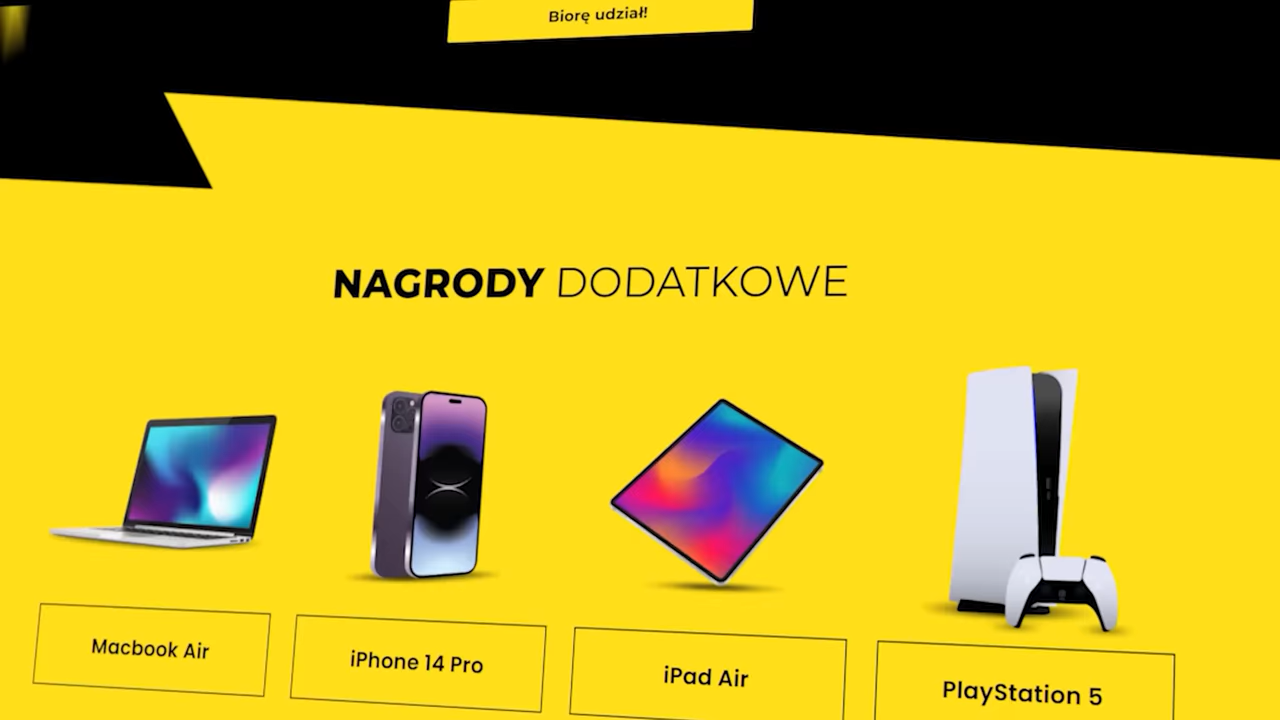 Biorę udział!
NAGRODY DODATKOWE
Macbook Air
iPhone 14 Pro
iPad Air
PlayStation 5